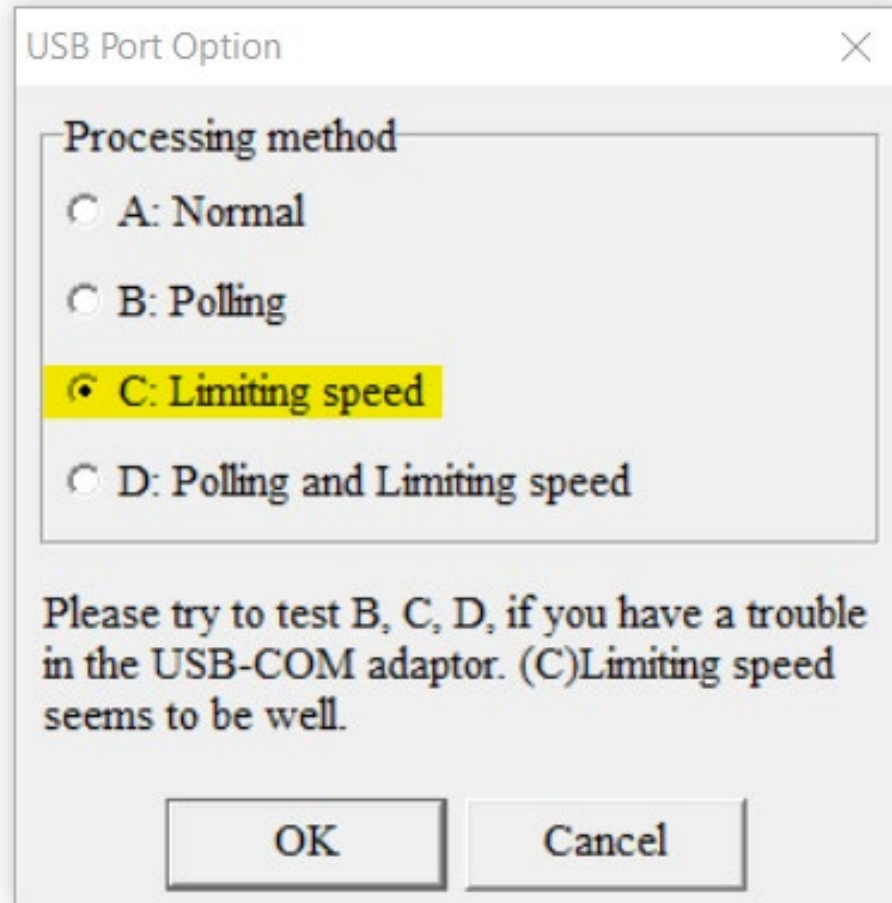 USB Port Option
Processing method
A: Normal
B: Polling
C: Limiting speed
D: Polling and Limiting speed
Please try to test B, C, D, if you have a trouble
in the USB-COM adaptor. (C)Limiting speed
seems to be well.
OK
Cancel